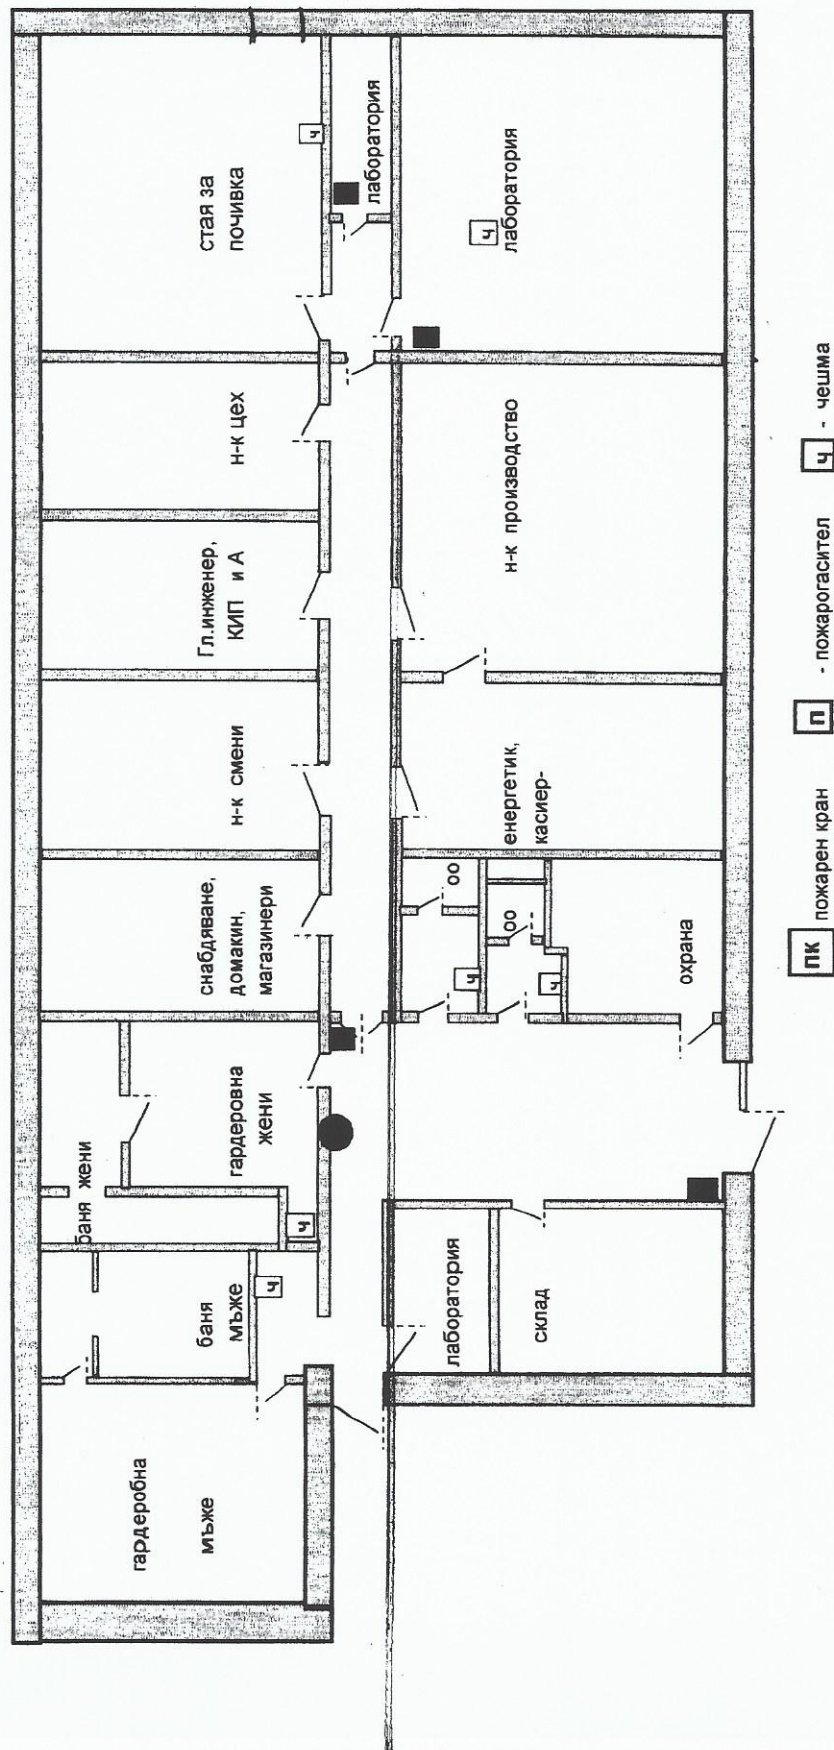 гардеробна
мъже
баня
мъже
ч
баня жени
ч
гардеровна
жени
снабдяване,
домакин,
магазинери
н-к смени
Гл.инженер,
КИП и А
н-к цех
стая за
почивка
ч
лаборатория
лаборатория
склад
ч
оо
ч
оо
охрана
енергетик,
касиер-
н-к производство
ч
лаборатория
пк пожарен кран
п - пожарогасител
ч - чешма